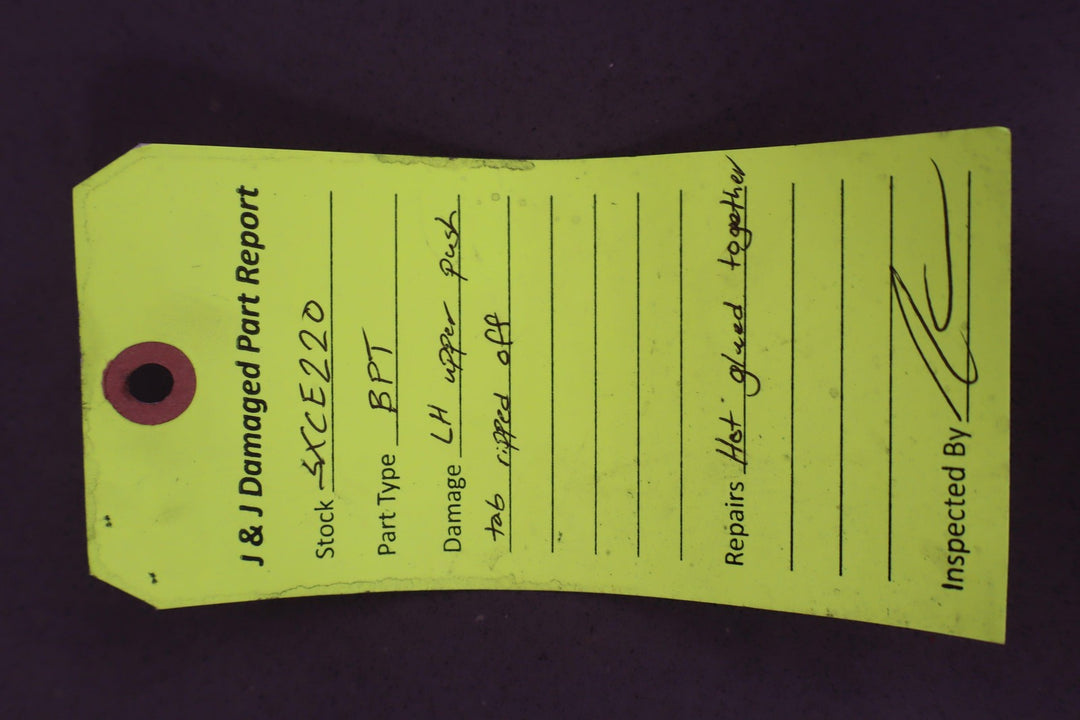 J & J Damaged Part Report
Stock SXCE220
Part Type BPT
Damage LH upper push
tab ripped off
Repairs Hot glued together
Inspected By